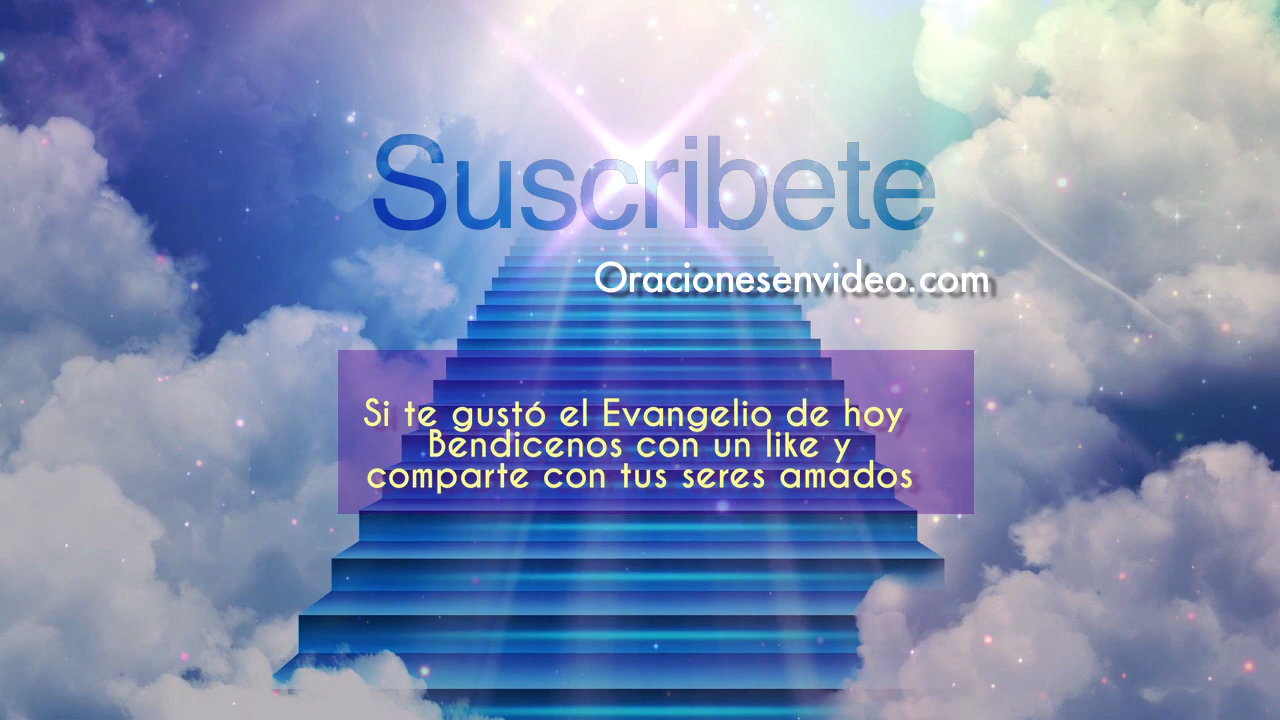 Suscribete
Oracionesenvideo.com
Si te gustó el Evangelio de hoy
Bendicenos con un like y
comparte con tus seres amados